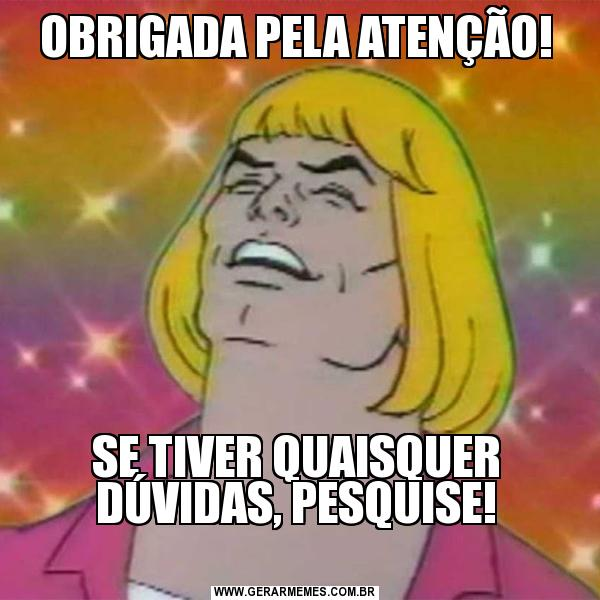 OBRIGADA PELA ATENÇÃO!
SE TIVER QUAISQUER
DÚVIDAS, PESQUISE!
WWW.GERARMEMES.COM.BR